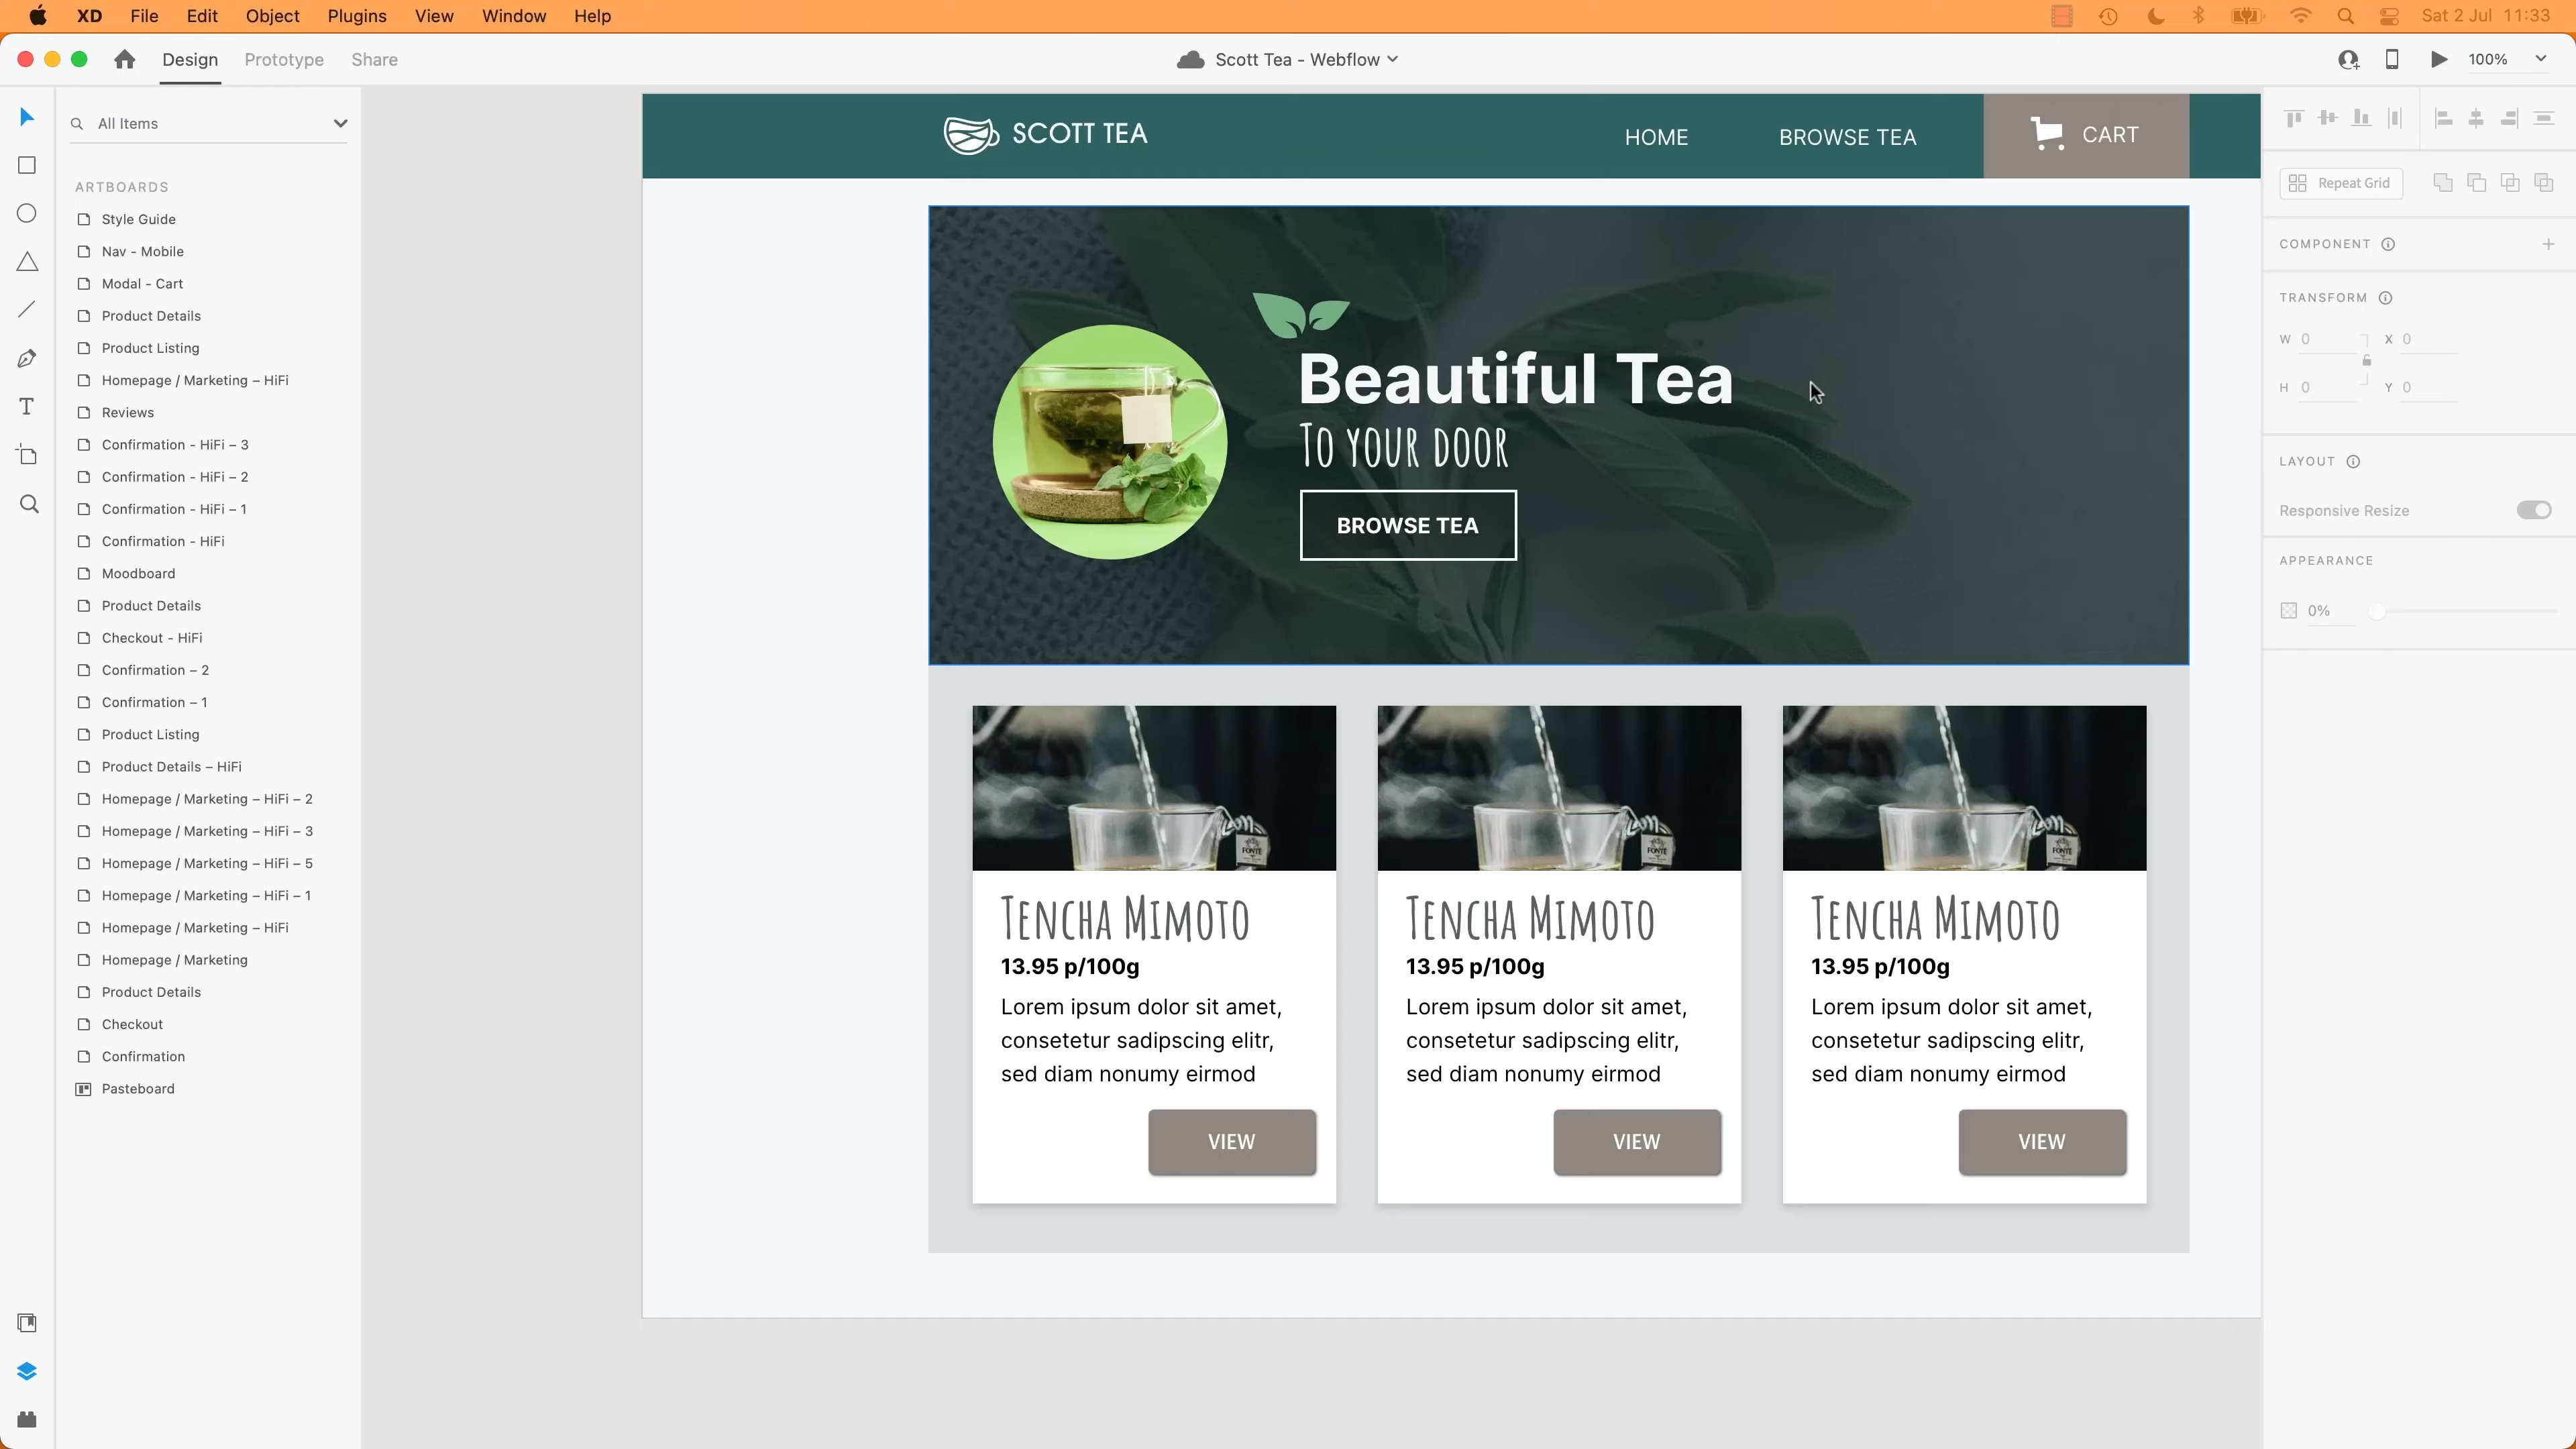 XD File Edit Object Plugins View Window Help Sat 2 Jul 11:33
Design Prototype Share Scott Tea - Webflow 100%
All Items
ARTBOARDS
Style Guide
Nav - Mobile
Modal - Cart
Product Details
Product Listing
Homepage / Marketing – HiFi
Reviews
Confirmation - HiFi – 3
Confirmation - HiFi – 2
Confirmation - HiFi – 1
Confirmation - HiFi
Moodboard
Product Details
Checkout - HiFi
Confirmation – 2
Confirmation – 1
Product Listing
Product Details – HiFi
Homepage / Marketing – HiFi – 2
Homepage / Marketing – HiFi – 3
Homepage / Marketing – HiFi – 5
Homepage / Marketing – HiFi – 1
Homepage / Marketing – HiFi
Homepage / Marketing
Product Details
Checkout
Confirmation
Pasteboard
SCOTT TEA HOME BROWSE TEA CART
Beautiful Tea
To your door
BROWSE TEA
FONTÉ
Tencha Mimoto
13.95 p/100g
Lorem ipsum dolor sit amet,
consetetur sadipscing elitr,
sed diam nonumy eirmod
VIEW
FONTÉ
Tencha Mimoto
13.95 p/100g
Lorem ipsum dolor sit amet,
consetetur sadipscing elitr,
sed diam nonumy eirmod
VIEW
FONTÉ
Tencha Mimoto
13.95 p/100g
Lorem ipsum dolor sit amet,
consetetur sadipscing elitr,
sed diam nonumy eirmod
VIEW
Repeat Grid
COMPONENT
TRANSFORM
W 0 X 0
H 0 Y 0
LAYOUT
Responsive Resize
APPEARANCE
0%